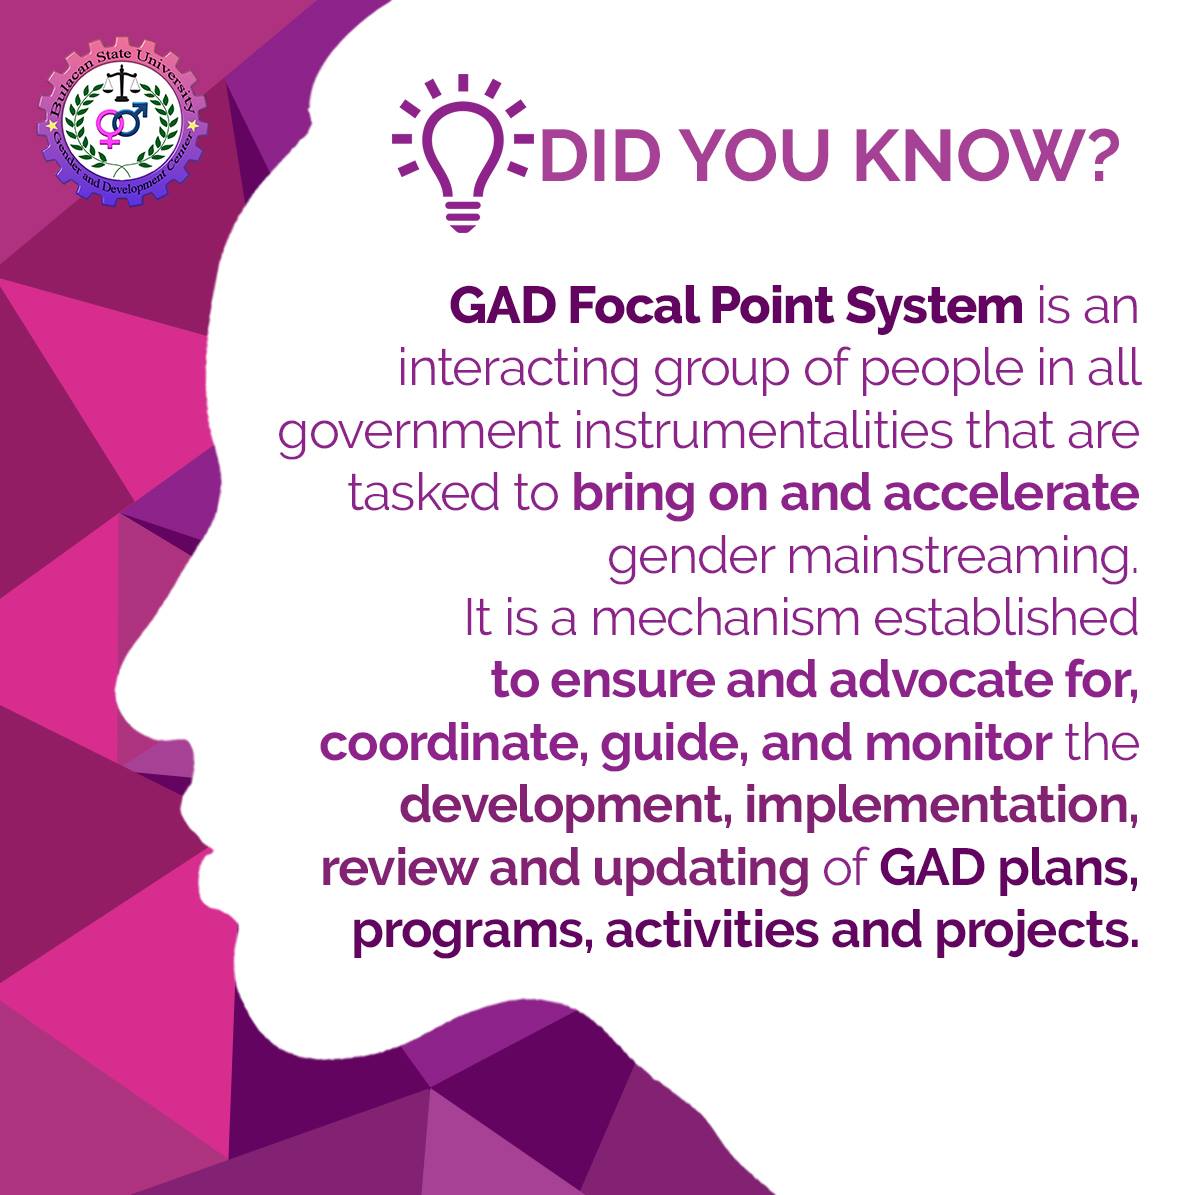 Bulacan State University
Gender and Development Center
DID YOU KNOW?
GAD Focal Point System is an
interacting group of people in all
government instrumentalities that are
tasked to bring on and accelerate
gender mainstreaming.
It is a mechanism established
to ensure and advocate for,
coordinate, guide, and monitor the
development, implementation,
review and updating of GAD plans,
programs, activities and projects.